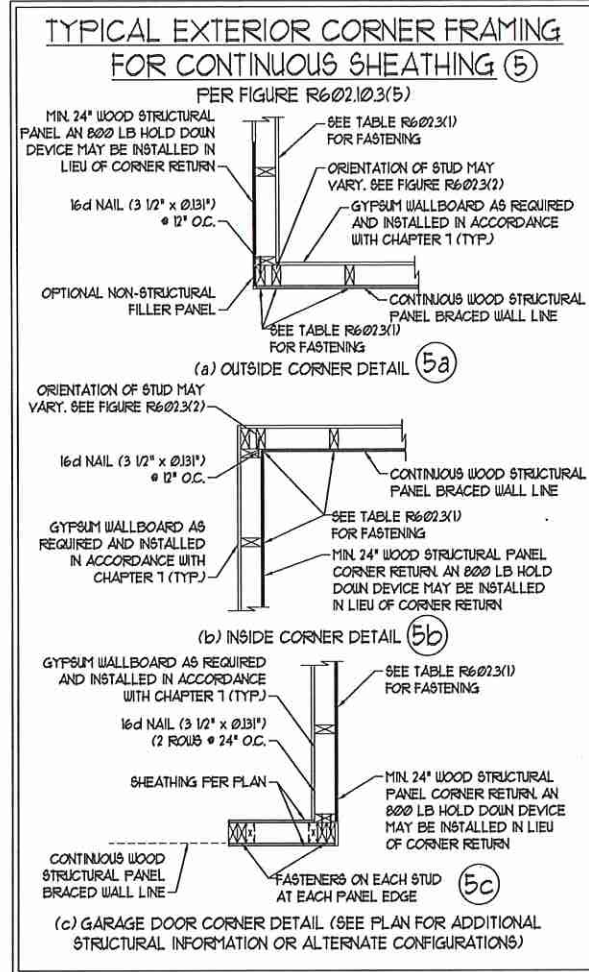 TYPICAL EXTERIOR CORNER FRAMING
FOR CONTINUOUS SHEATHING 5
PER FIGURE R602.10.3(5)
MIN. 24" WOOD STRUCTURAL
PANEL AN 800 LB HOLD DOWN
DEVICE MAY BE INSTALLED IN
LIEU OF CORNER RETURN
16d NAIL (3 1/2" x Ø.131")
@ 12" O.C.
OPTIONAL NON-STRUCTURAL
FILLER PANEL
SEE TABLE R602.3(1)
FOR FASTENING
ORIENTATION OF STUD MAY
VARY. SEE FIGURE R602.3(2)
GYPSUM WALLBOARD AS REQUIRED
AND INSTALLED IN ACCORDANCE
WITH CHAPTER 7 (TYP.)
CONTINUOUS WOOD STRUCTURAL
PANEL BRACED WALL LINE
SEE TABLE R602.3(1)
FOR FASTENING
(a) OUTSIDE CORNER DETAIL 5a
ORIENTATION OF STUD MAY
VARY. SEE FIGURE R602.3(2)
16d NAIL (3 1/2" x Ø.131")
@ 12" O.C.
GYPSUM WALLBOARD AS
REQUIRED AND INSTALLED
IN ACCORDANCE WITH
CHAPTER 7 (TYP.)
CONTINUOUS WOOD STRUCTURAL
PANEL BRACED WALL LINE
SEE TABLE R602.3(1)
FOR FASTENING
MIN. 24" WOOD STRUCTURAL PANEL
CORNER RETURN. AN 800 LB HOLD
DOWN DEVICE MAY BE INSTALLED
IN LIEU OF CORNER RETURN
(b) INSIDE CORNER DETAIL 5b
GYPSUM WALLBOARD AS REQUIRED
AND INSTALLED IN ACCORDANCE
WITH CHAPTER 7 (TYP.)
16d NAIL (3 1/2" x Ø.131")
(2 ROWS @ 24" O.C.
SHEATHING PER PLAN
CONTINUOUS WOOD
STRUCTURAL PANEL
BRACED WALL LINE
SEE TABLE R602.3(1)
FOR FASTENING
MIN. 24" WOOD STRUCTURAL
PANEL CORNER RETURN. AN
800 LB HOLD DOWN DEVICE
MAY BE INSTALLED IN LIEU
OF CORNER RETURN
FASTENERS ON EACH STUD
AT EACH PANEL EDGE
5c
(c) GARAGE DOOR CORNER DETAIL (SEE PLAN FOR ADDITIONAL
STRUCTURAL INFORMATION OR ALTERNATE CONFIGURATIONS)